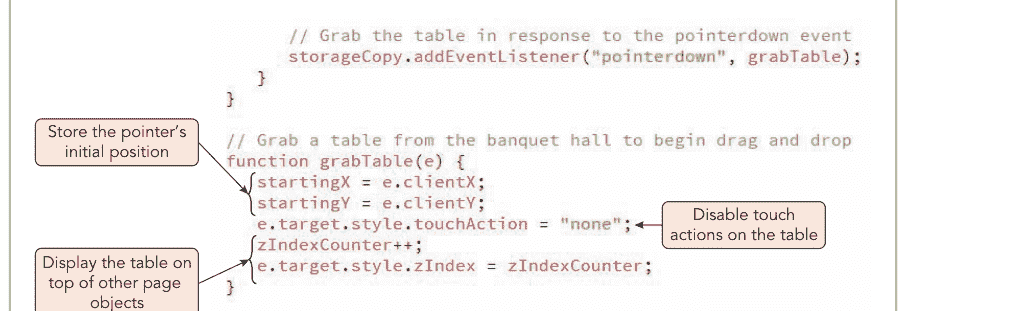 // Grab the table in response to the pointerdown event
storageCopy.addEventListener("pointerdown", grabTable);
}
}
Store the pointer's
initial position
// Grab a table from the banquet hall to begin drag and drop
function grabTable(e) {
startingX = e.clientX;
startingY = e.clientY;
e.target.style.touchAction = "none";
Disable touch
actions on the table
zIndexCounter++;
e.target.style.zIndex = zIndexCounter;
}
Display the table on
top of other page
objects